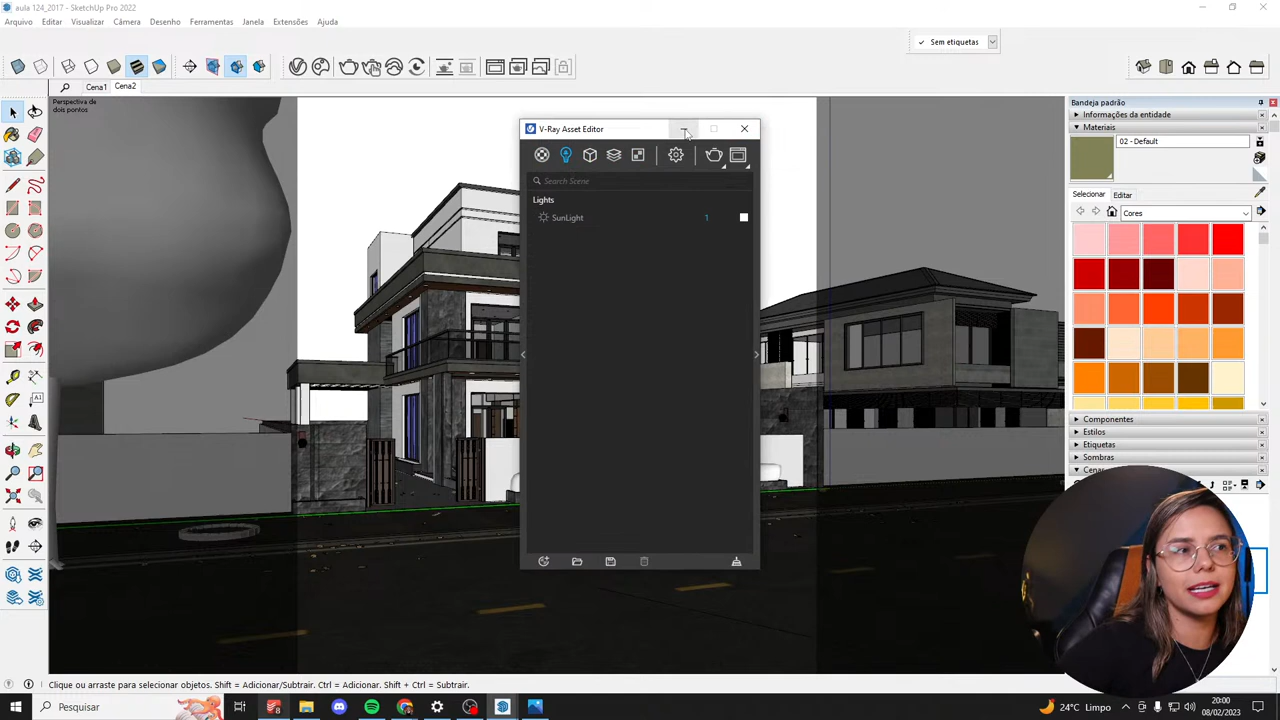 aula 124_2017 - SketchUp Pro 2022
Arquivo Editar Visualizar Câmera Desenho Ferramentas Janela Extensões Ajuda
Sem etiquetas
Cena1 Cena2
Perspectiva de
dois pontos
Bandeja padrão
Informações da entidade
Materiais
02 - Default
Selecionar Editar
Cores
Componentes
Estilos
Etiquetas
Sombras
V-Ray Asset Editor
Search Scene
Lights
SunLight 1
Clique ou arraste para selecionar objetos. Shift = Adicionar/Subtrair. Ctrl = Adicionar. Shift + Ctrl = Subtrair.
Pesquisar
24°C Limpo
20:00
08/02/2023